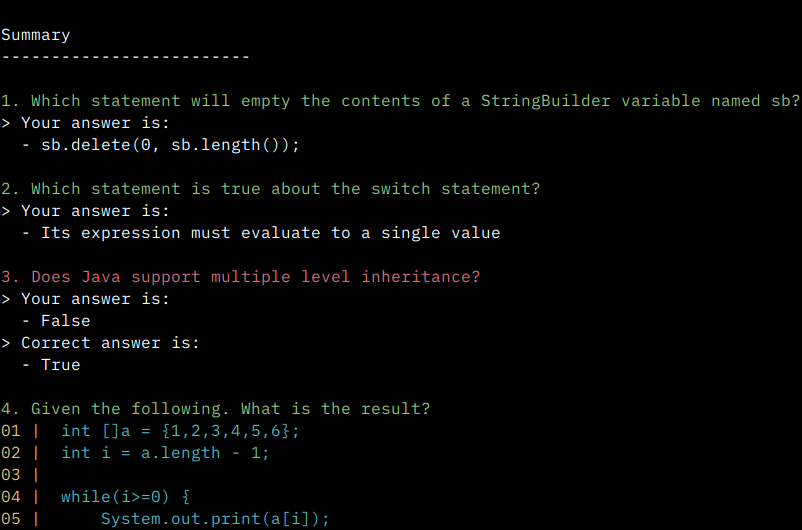 Summary
-------------------------
1. Which statement will empty the contents of a StringBuilder variable named sb?
> Your answer is:
  - sb.delete(0, sb.length());
2. Which statement is true about the switch statement?
> Your answer is:
  - Its expression must evaluate to a single value
3. Does Java support multiple level inheritance?
> Your answer is:
  - False
> Correct answer is:
  - True
4. Given the following. What is the result?
01 |  int []a = {1,2,3,4,5,6};
02 |  int i = a.length - 1;
03 |
04 |  while(i>=0) {
05 |      System.out.print(a[i]);